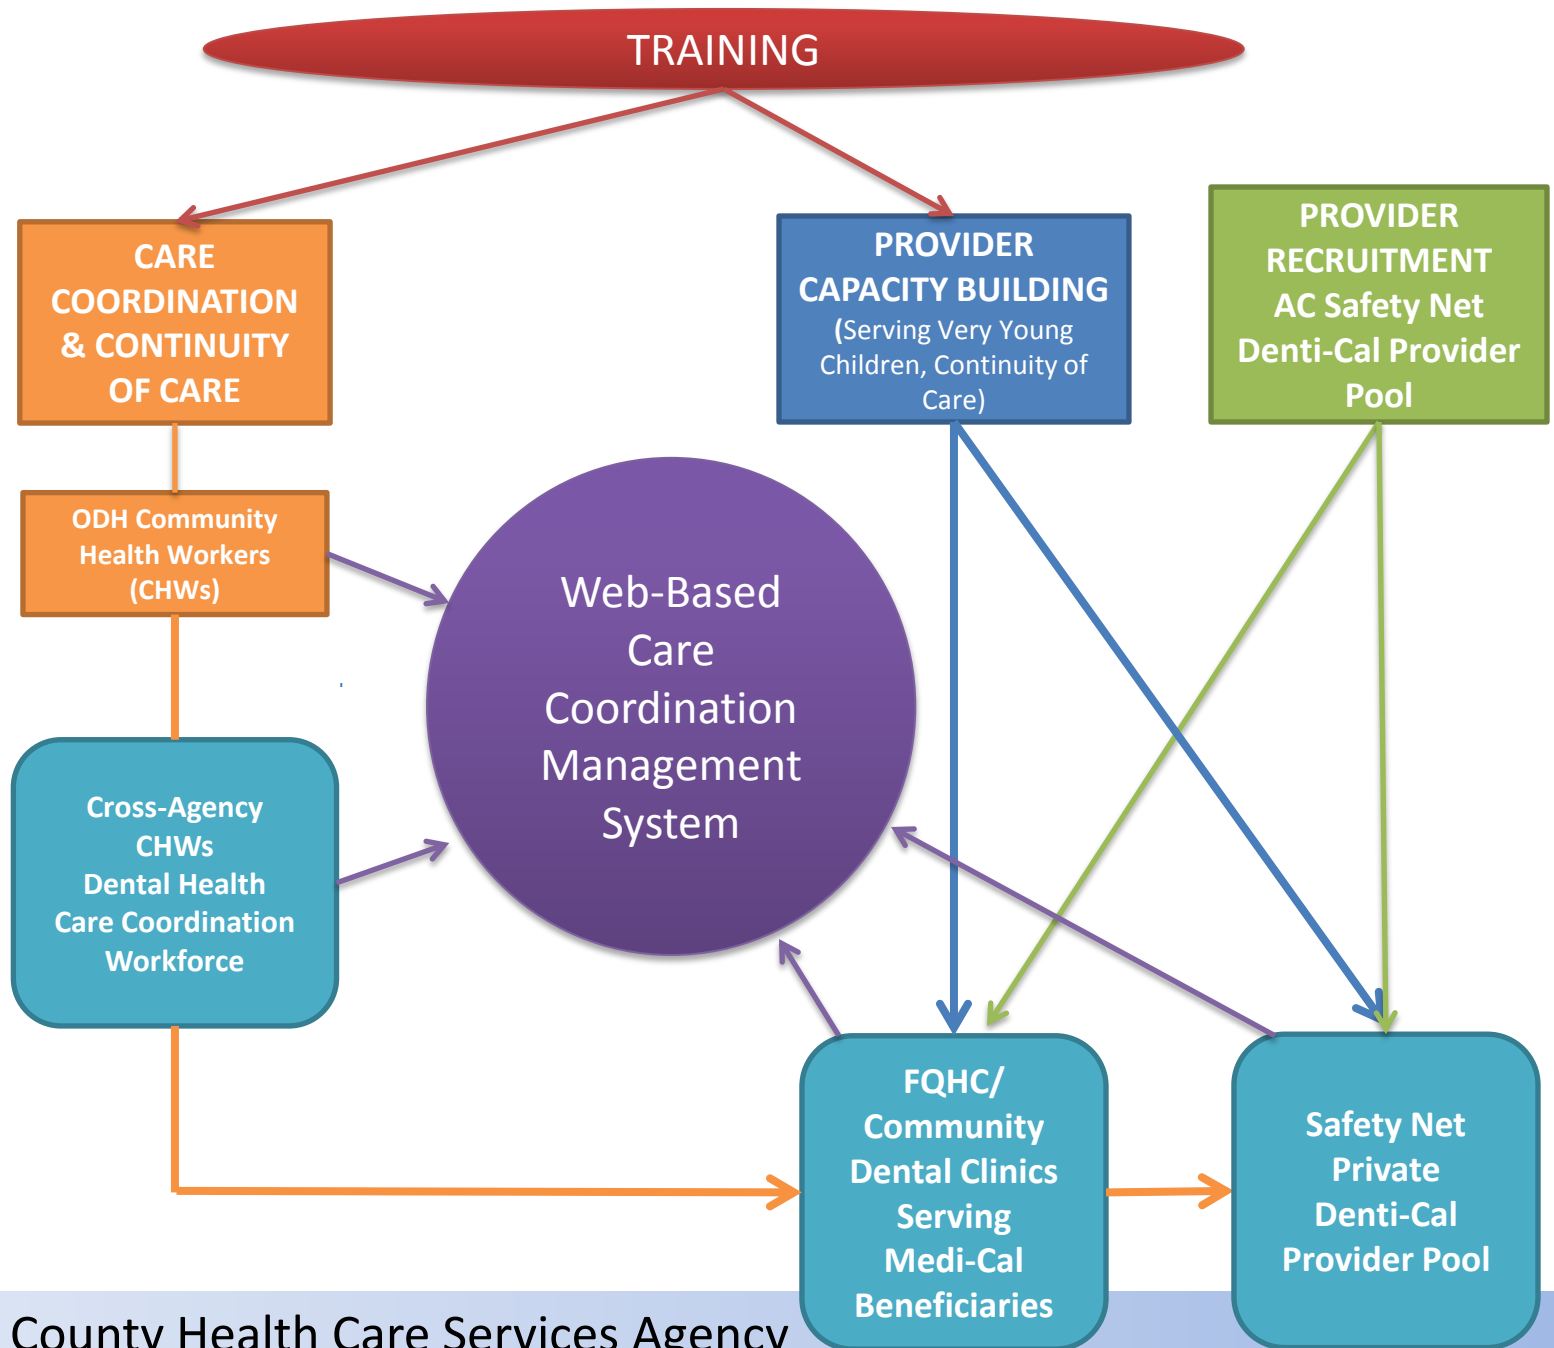 TRAINING
CARE
COORDINATION
& CONTINUITY
OF CARE
PROVIDER
CAPACITY BUILDING
(Serving Very Young
Children, Continuity of
Care)
PROVIDER
RECRUITMENT
AC Safety Net
Denti-Cal Provider
Pool
ODH Community
Health Workers
(CHWs)
Web-Based
Care
Coordination
Management
System
Cross-Agency
CHWs
Dental Health
Care Coordination
Workforce
FQHC/
Community
Dental Clinics
Serving
Medi-Cal
Beneficiaries
Safety Net
Private
Denti-Cal
Provider Pool
County Health Care Services Agency